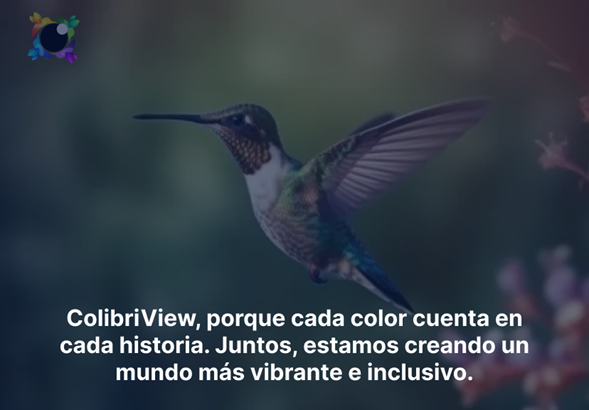 ColibriView, porque cada color cuenta en
cada historia. Juntos, estamos creando un
mundo más vibrante e inclusivo.